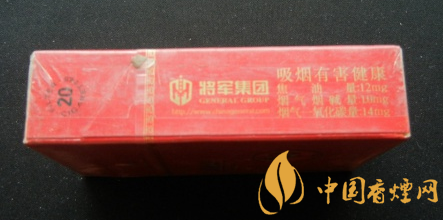 吸烟有害健康
将军集团
GENERAL GROUP
焦油量:12mg
烟气烟碱量:1.0mg
烟气一氧化碳量:14mg
20
中国香烟网